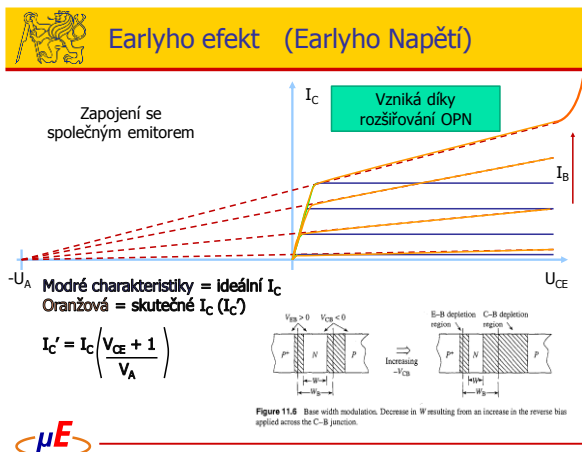 Earlyho efekt (Earlyho Napětí)
I_C
Zapojení se
společným emitorem
Vzniká díky
rozšiřování OPN
I_B
-U_A
U_CE
Modré charakteristiky = ideální I_C
Oranžová = skutečné I_C (I_C')
I_C' = I_C (V_CE + 1 / V_A)
V_EB > 0 V_CB < 0
P⁺ N P
W
W_B
⇒
Increasing
-V_CB
E–B depletion
region
C–B depletion
region
P⁺ N P
W
W_B
Figure 11.6 Base width modulation. Decrease in W resulting from an increase in the reverse bias
applied across the C–B junction.
μE